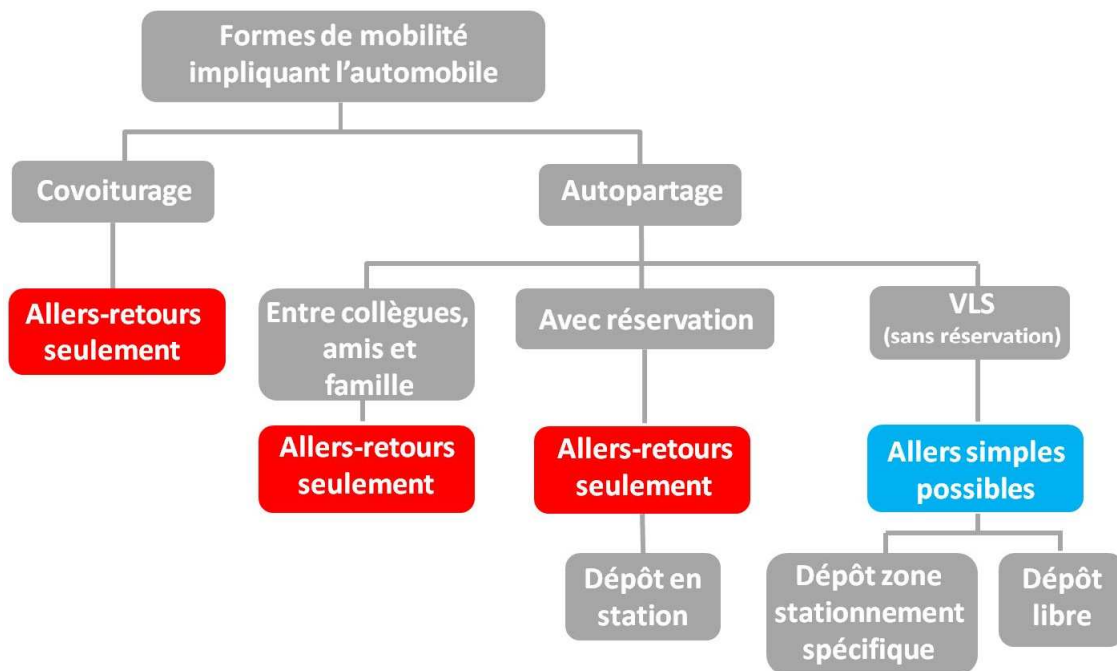 Formes de mobilité
impliquant l'automobile
Covoiturage
Autopartage
Allers-retours
seulement
Entre collègues,
amis et
famille
Avec réservation
VLS
(sans réservation)
Allers-retours
seulement
Allers-retours
seulement
Allers simples
possibles
Dépôt en
station
Dépôt zone
stationnement
spécifique
Dépôt
libre